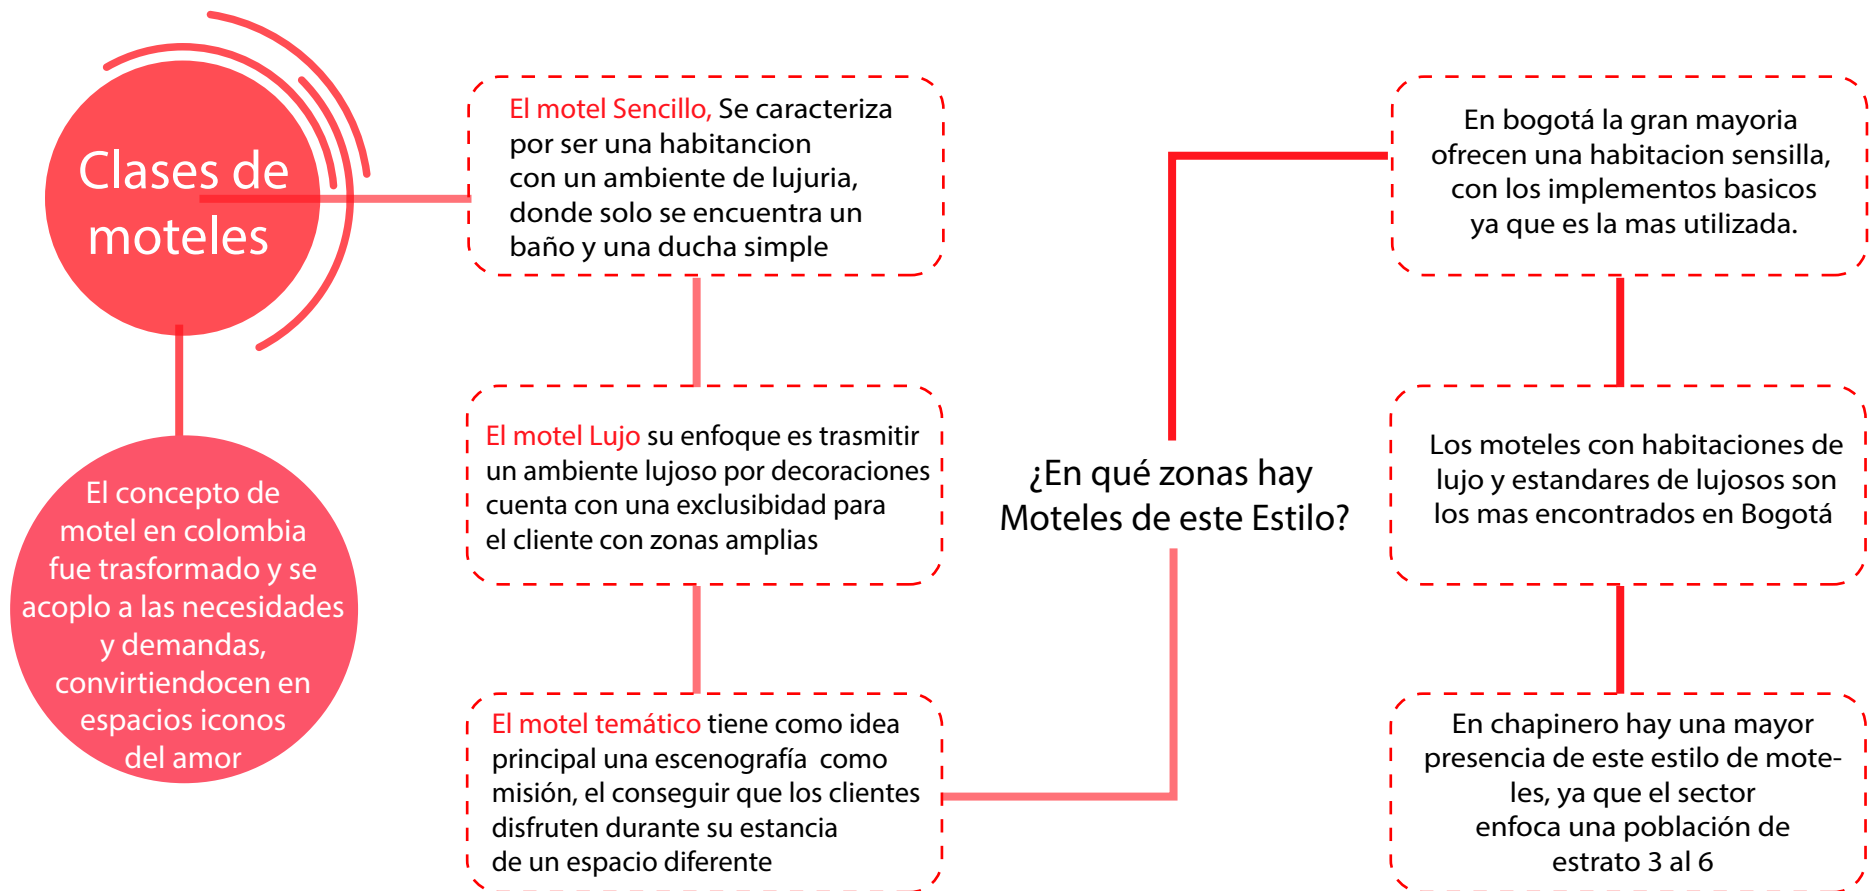 Clases de
moteles
El concepto de
motel en colombia
fue trasformado y se
acoplo a las necesidades
y demandas,
convirtiendocen en
espacios iconos
del amor
El motel Sencillo, Se caracteriza
por ser una habitancion
con un ambiente de lujuria,
donde solo se encuentra un
baño y una ducha simple
El motel Lujo su enfoque es trasmitir
un ambiente lujoso por decoraciones
cuenta con una exclusibidad para
el cliente con zonas amplias
El motel temático tiene como idea
principal una escenografía como
misión, el conseguir que los clientes
disfruten durante su estancia
de un espacio diferente
¿En qué zonas hay
Moteles de este Estilo?
En bogotá la gran mayoria
ofrecen una habitacion sensilla,
con los implementos basicos
ya que es la mas utilizada.
Los moteles con habitaciones de
lujo y estandares de lujosos son
los mas encontrados en Bogotá
En chapinero hay una mayor
presencia de este estilo de mote-
les, ya que el sector
enfoca una población de
estrato 3 al 6